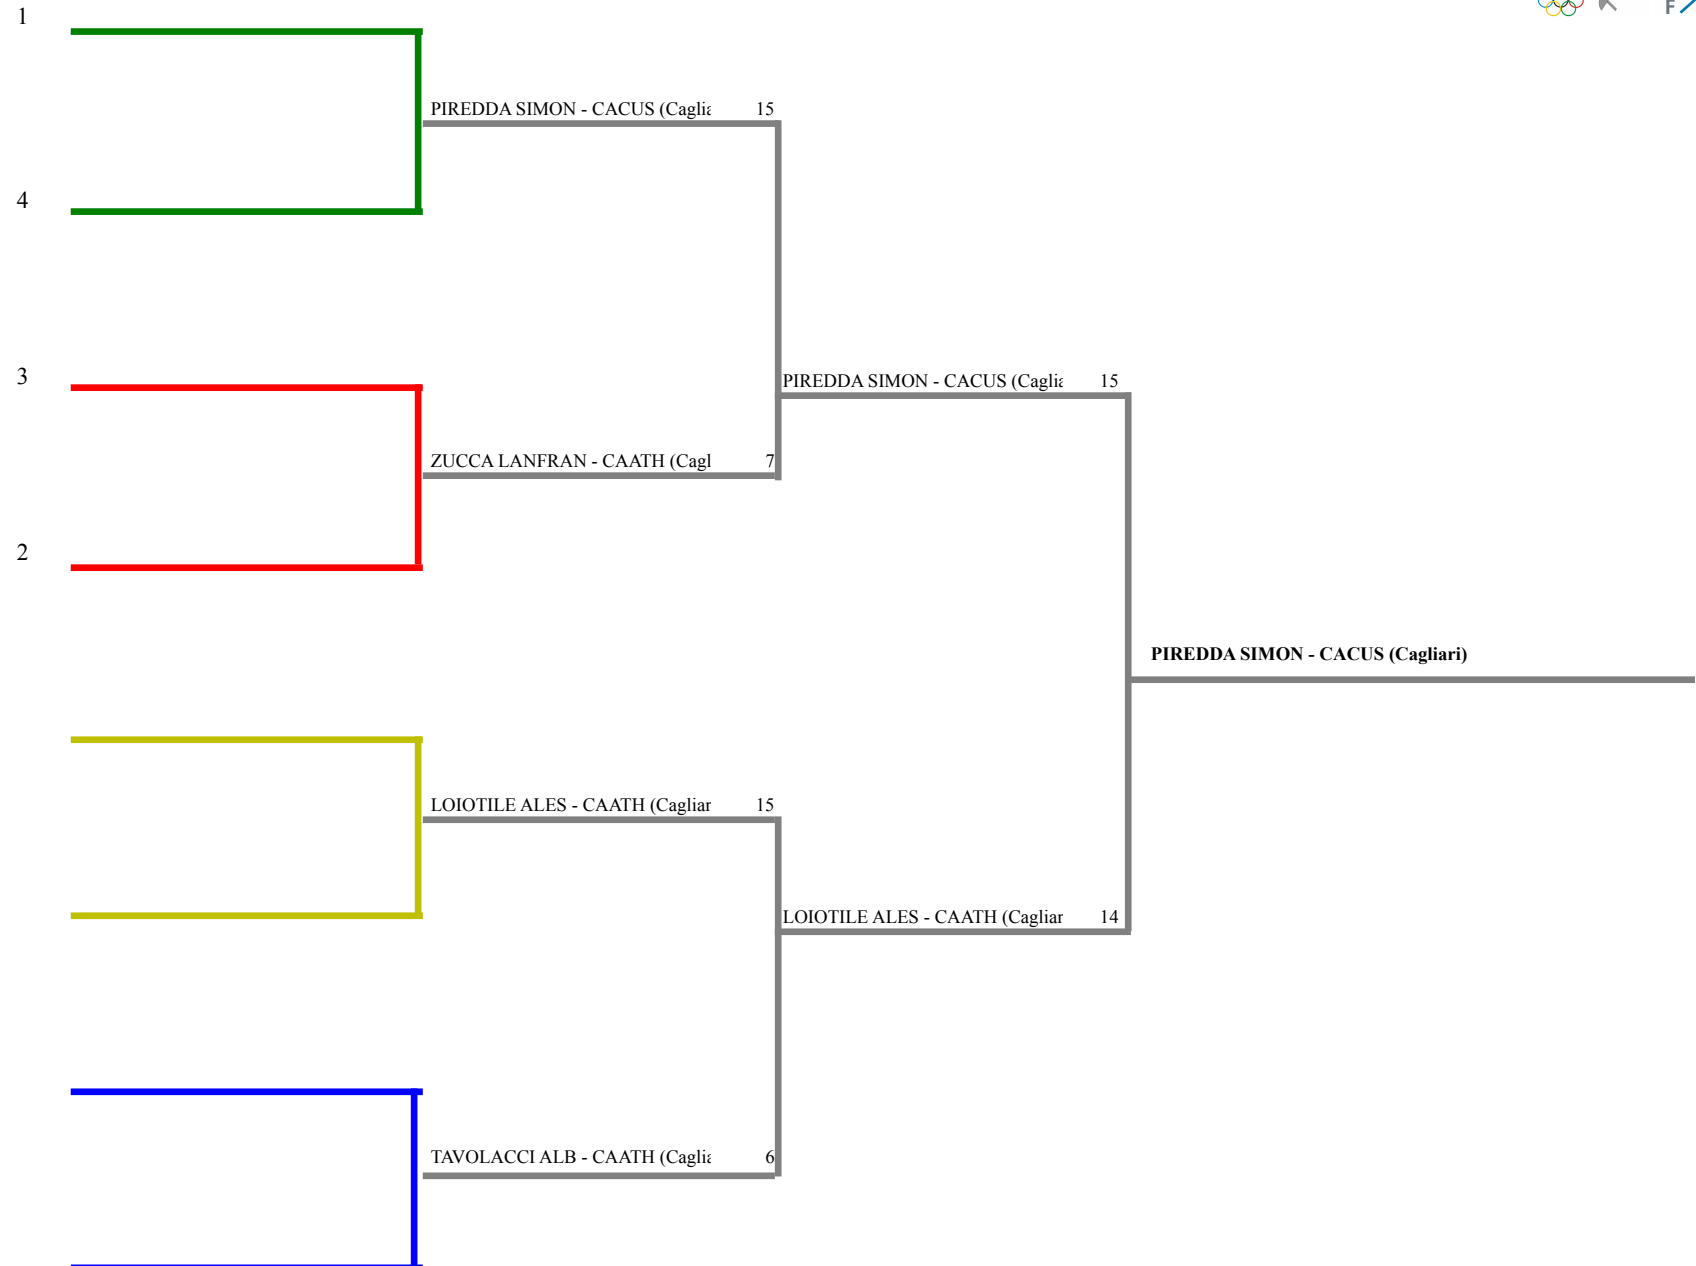 1
F
PIREDDA SIMON - CACUS (Caglia 15
4
3
PIREDDA SIMON - CACUS (Caglia 15
ZUCCA LANFRAN - CAATH (Cagl 7
2
PIREDDA SIMON - CACUS (Cagliari)
LOIOTILE ALES - CAATH (Cagliar 15
LOIOTILE ALES - CAATH (Cagliar 14
TAVOLACCI ALB - CAATH (Caglia 6